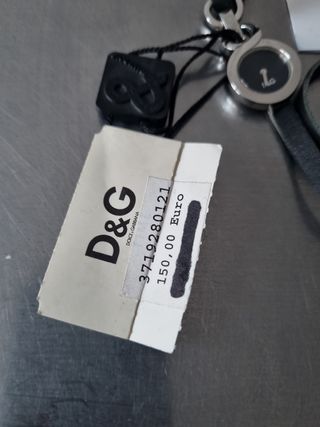 D&G
DOLCE&GABBANA
3719280121
150,00 Euro
D&G